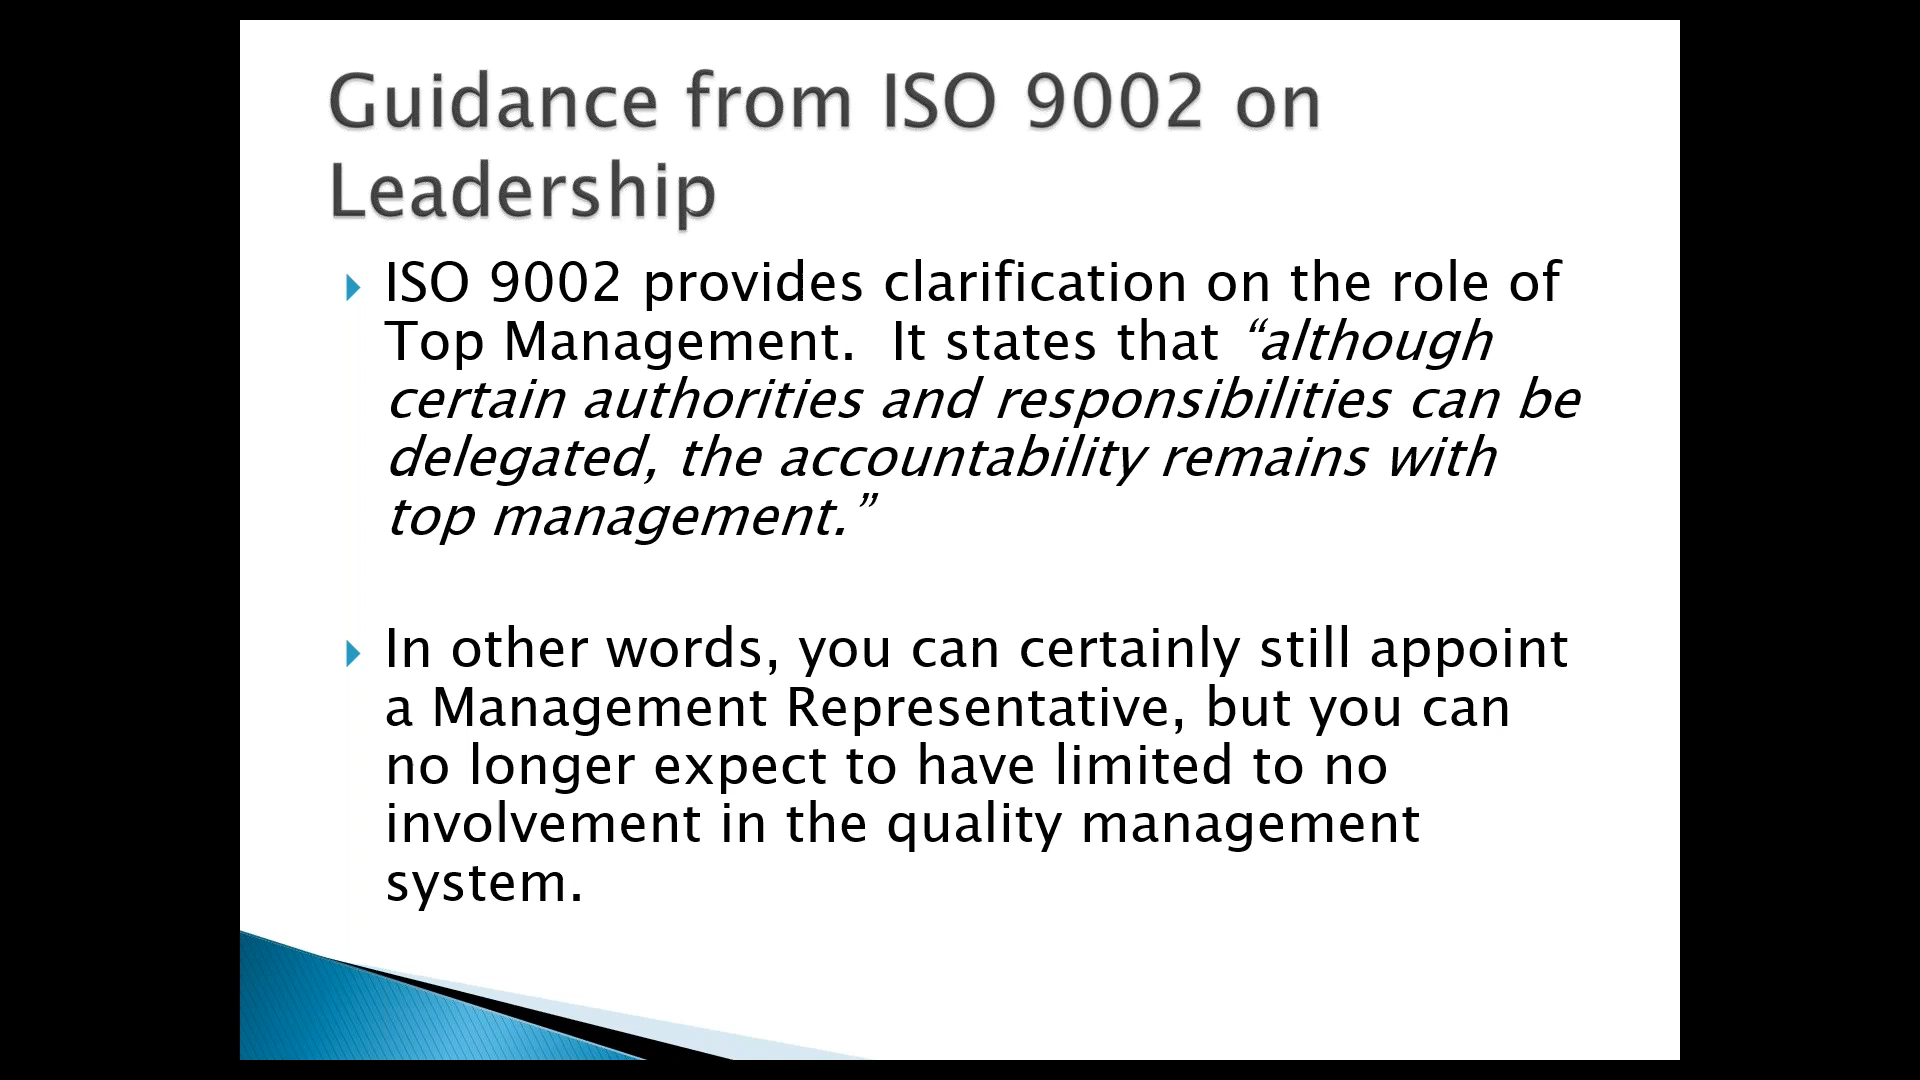 Guidance from ISO 9002 on
Leadership
ISO 9002 provides clarification on the role of
Top Management.  It states that “although
certain authorities and responsibilities can be
delegated, the accountability remains with
top management.”
In other words, you can certainly still appoint
a Management Representative, but you can
no longer expect to have limited to no
involvement in the quality management
system.